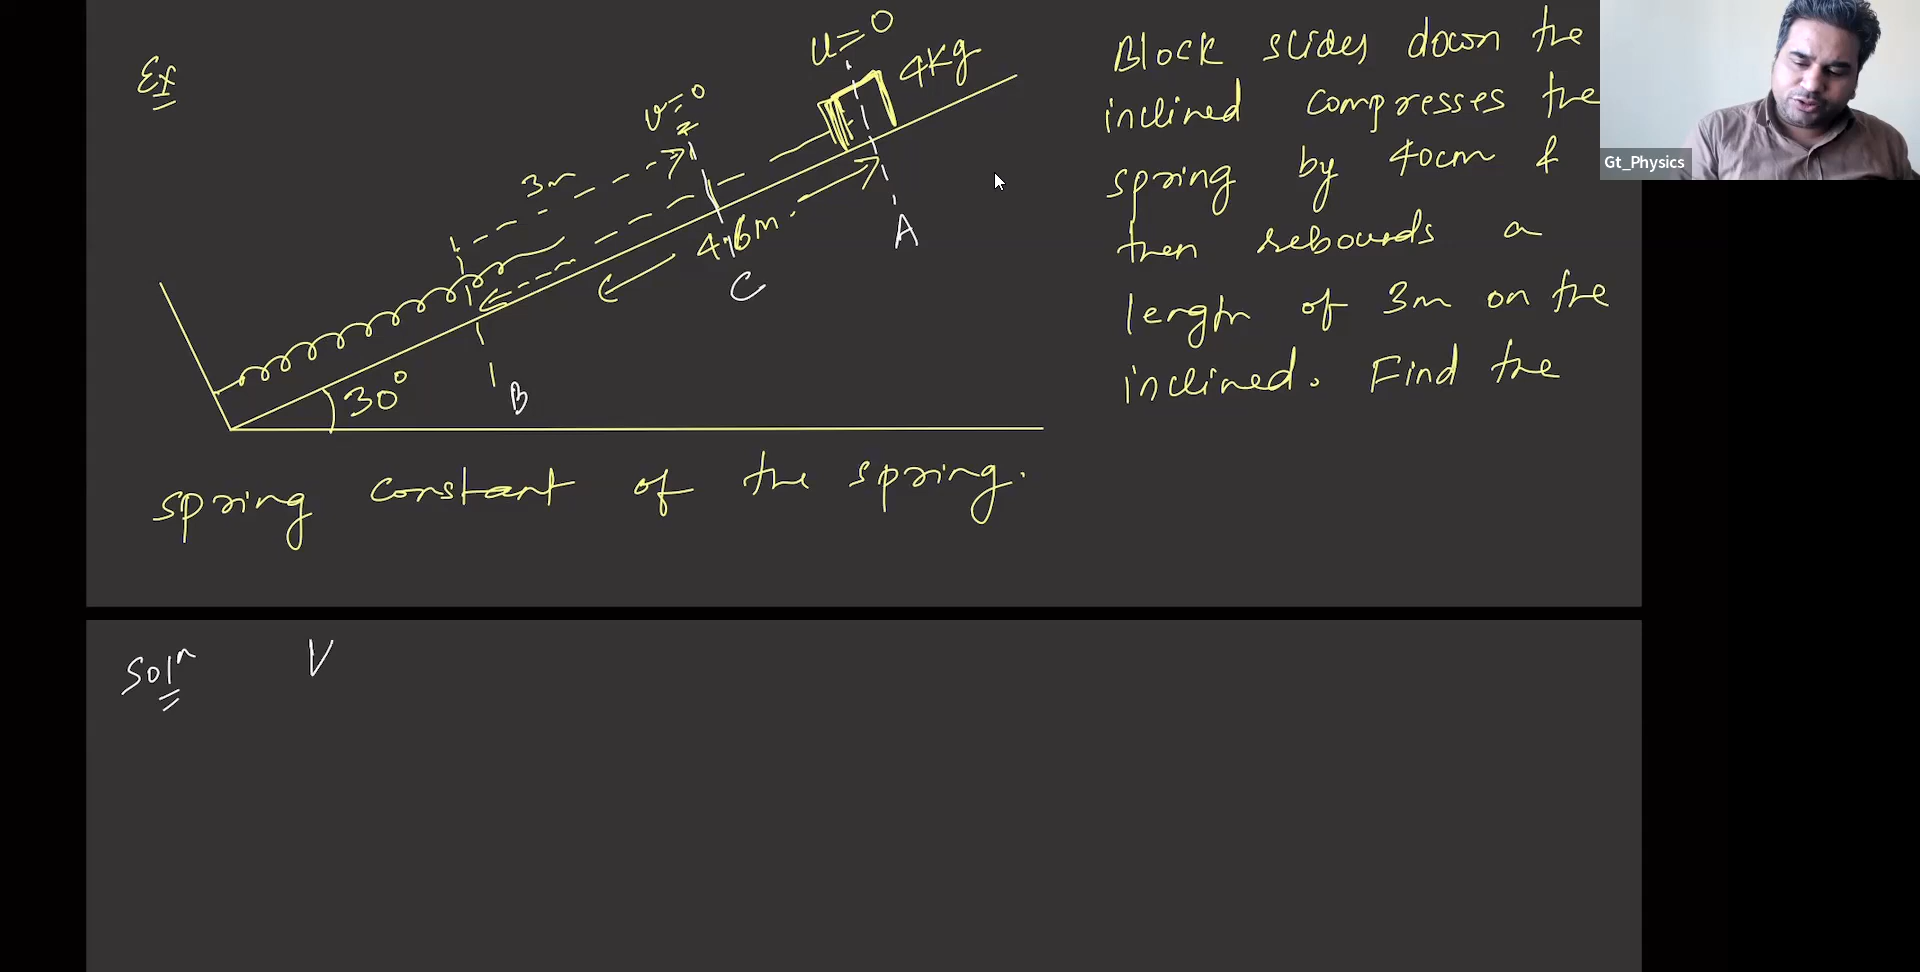 Ex
u=0
4kg
v=0
3m
4.6m
A
C
B
30°
Block slides down the
inclined compresses the
spring by 40cm &
then rebounds a
length of 3m on the
inclined. Find the
spring constant of the spring.
Gt_Physics
Solⁿ V